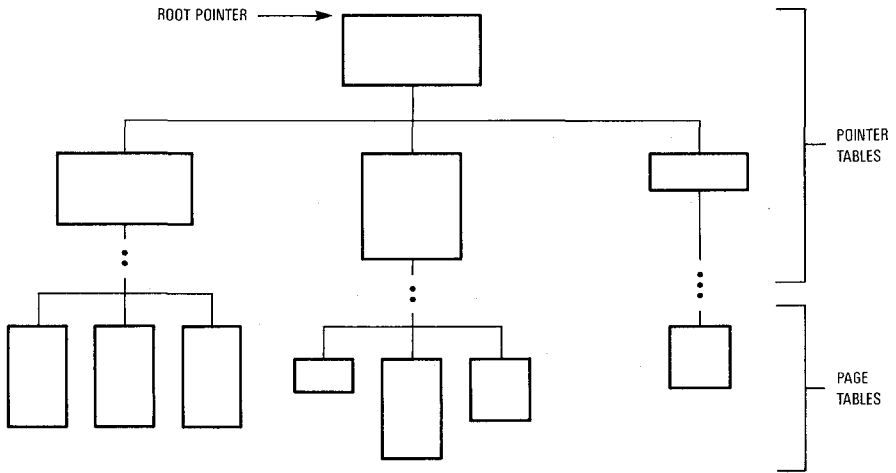 ROOT POINTER
POINTER
TABLES
PAGE
TABLES